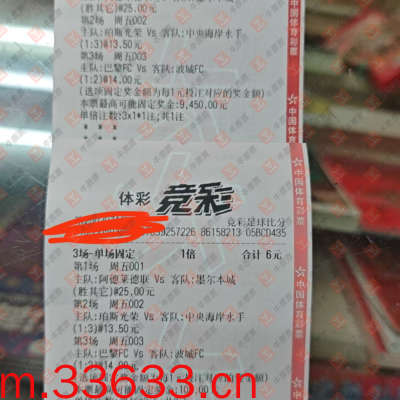 (胜其它)@25.00元
第2场 周五002
主队:珀斯光荣 Vs 客队:中央海岸水手
(1:3)@13.50元
第3场 周五003
主队:巴黎FC Vs 客队:波城FC
(1:2)@14.00元
(选项固定奖金额为每1元投注对应的奖金额)
本票最高可能固定奖金:9,450.00元
单倍注数:3x1*1注;共1注
中国体育彩票
体彩 竞彩
竞彩足球比分
257226 86158213 05BCD435
3场-单场固定 1倍 合计 6元
第1场 周五001
主队:阿德莱德联 Vs 客队:墨尔本城
(胜其它)@25.00元
第2场 周五002
主队:珀斯光荣 Vs 客队:中央海岸水手
(1:3)@13.50元
第3场 周五003
主队:巴黎FC Vs 客队:波城FC
中国体育彩票
m.33633.cn